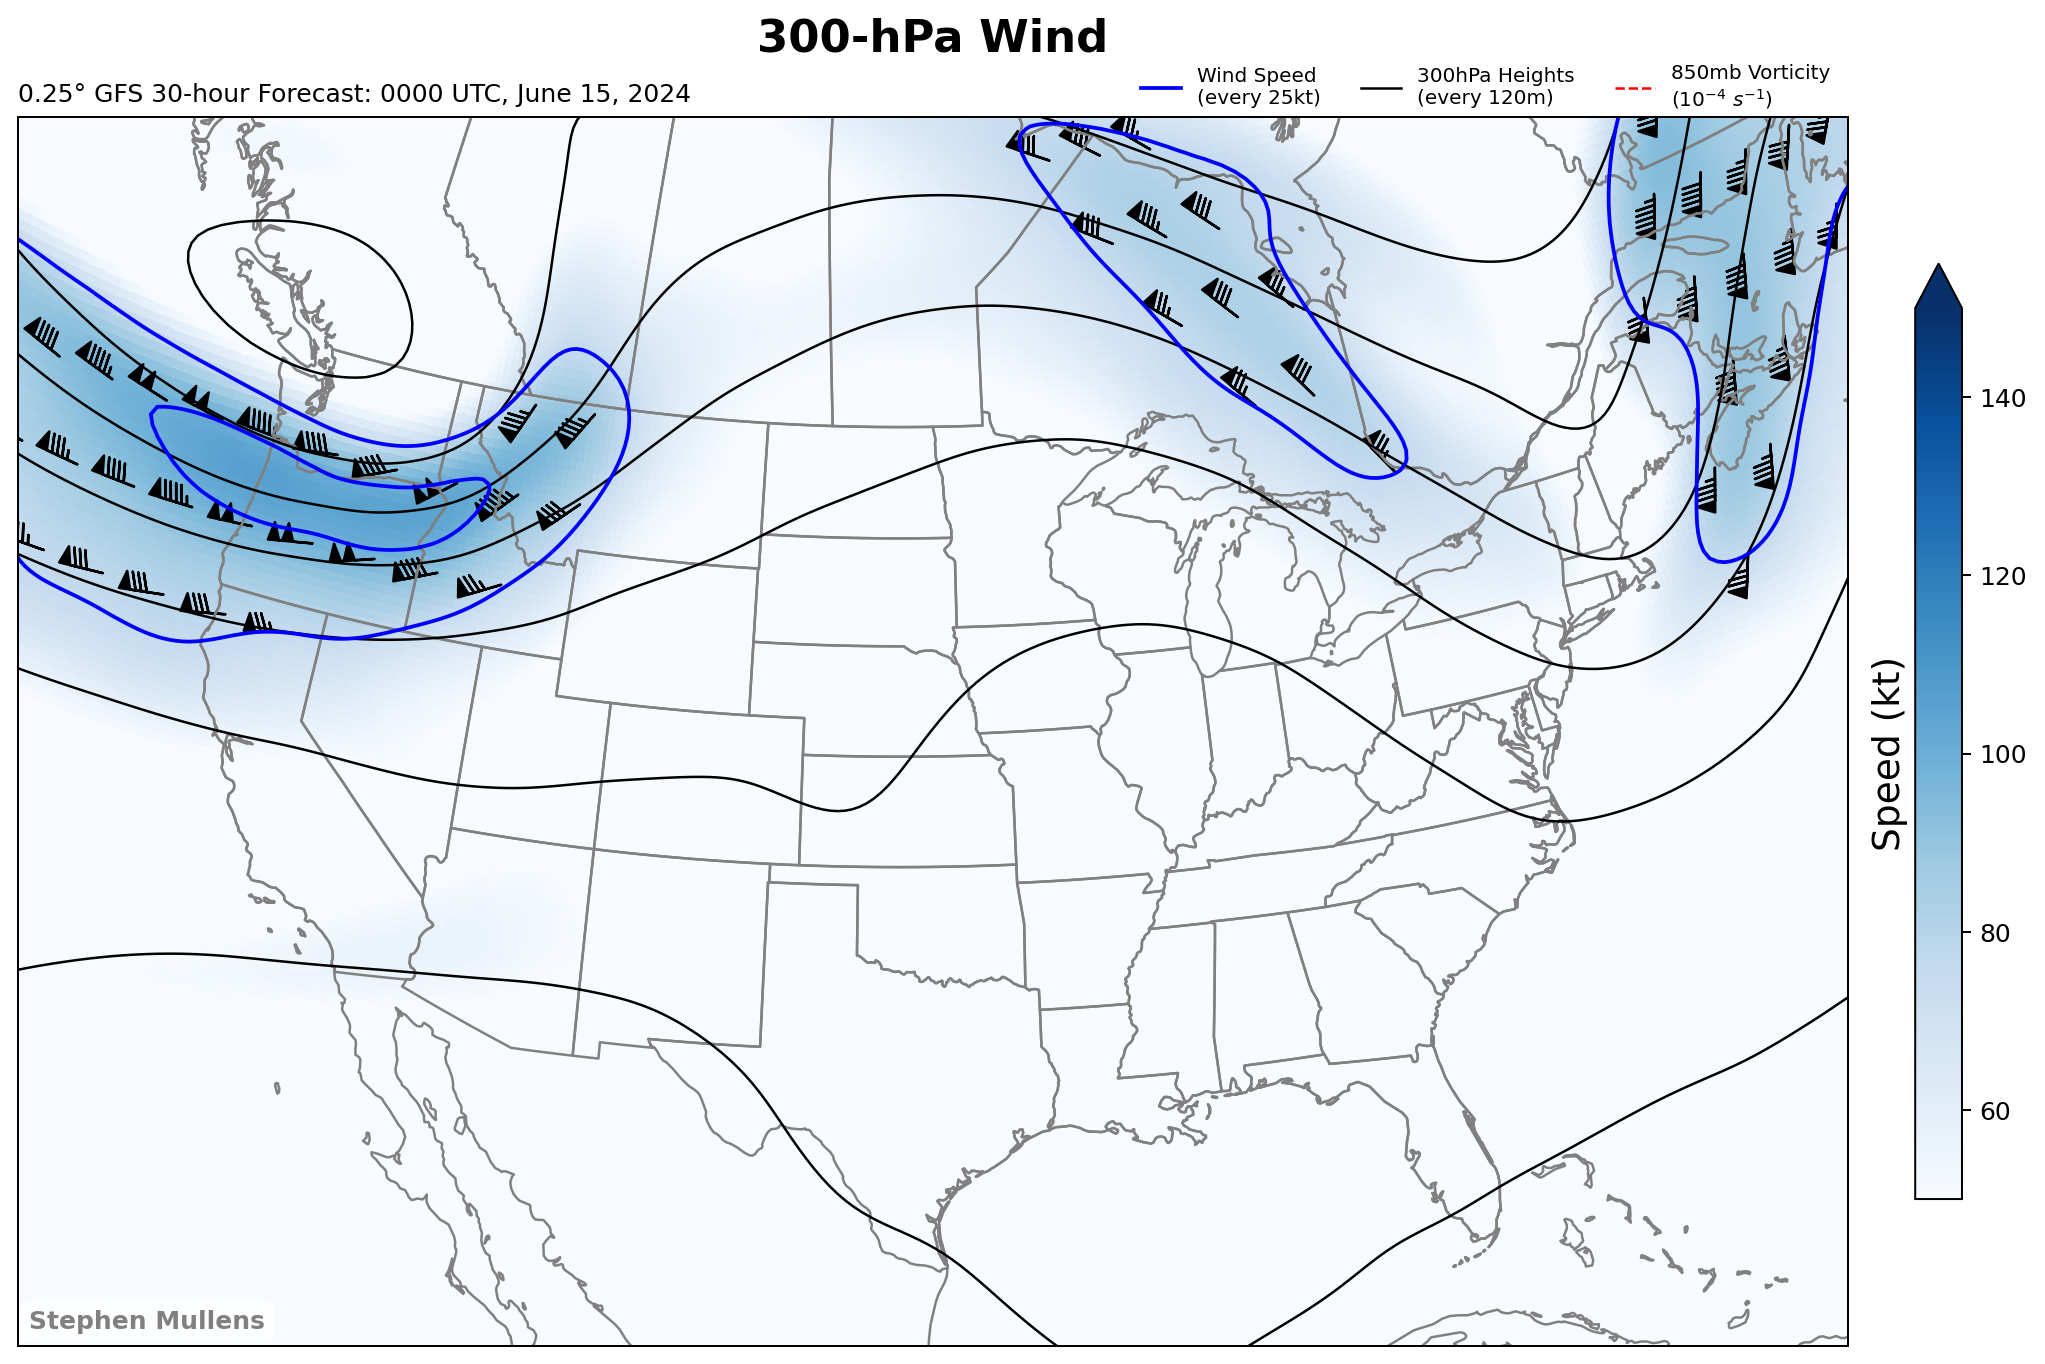 300-hPa Wind
0.25° GFS 30-hour Forecast: 0000 UTC, June 15, 2024
Wind Speed
(every 25kt)
300hPa Heights
(every 120m)
850mb Vorticity
(10⁻⁴ s⁻¹)
140
120
100
80
60
Speed (kt)
Stephen Mullens